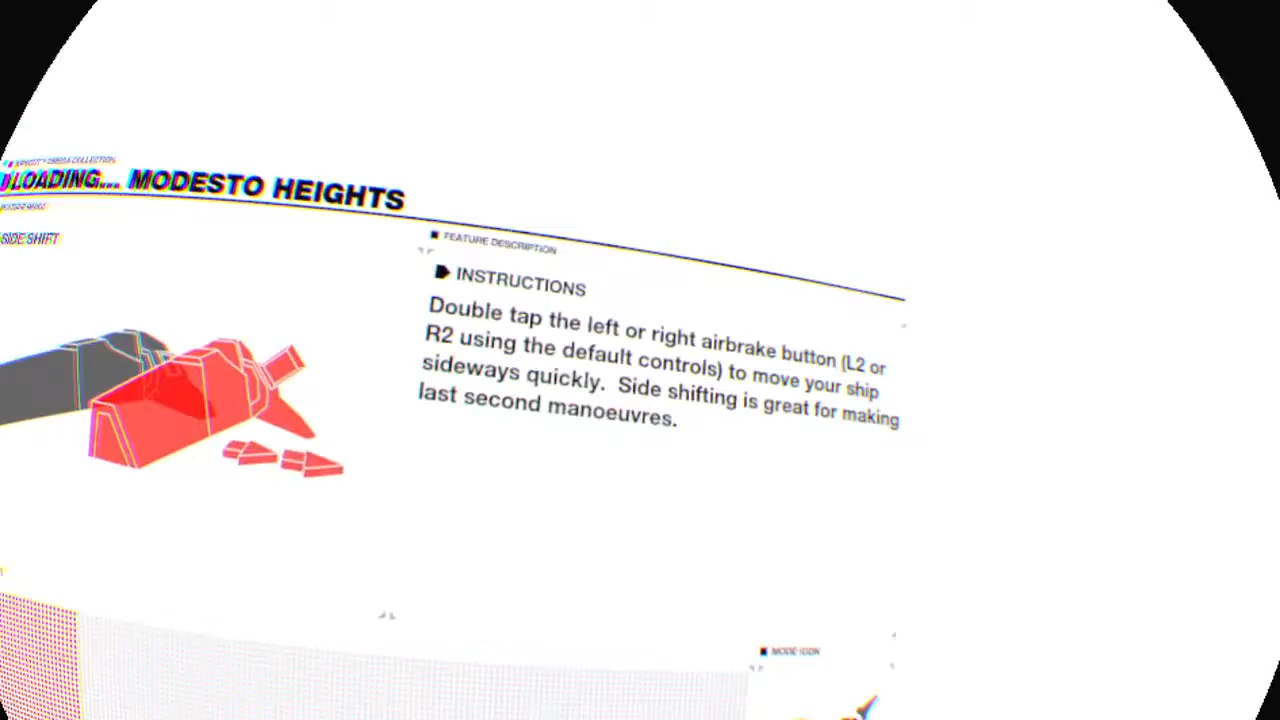 LOADING... MODESTO HEIGHTS
SIDE SHIFT
FEATURE DESCRIPTION
INSTRUCTIONS
Double tap the left or right airbrake button (L2 or
R2 using the default controls) to move your ship
sideways quickly. Side shifting is great for making
last second manoeuvres.
MODE ICON